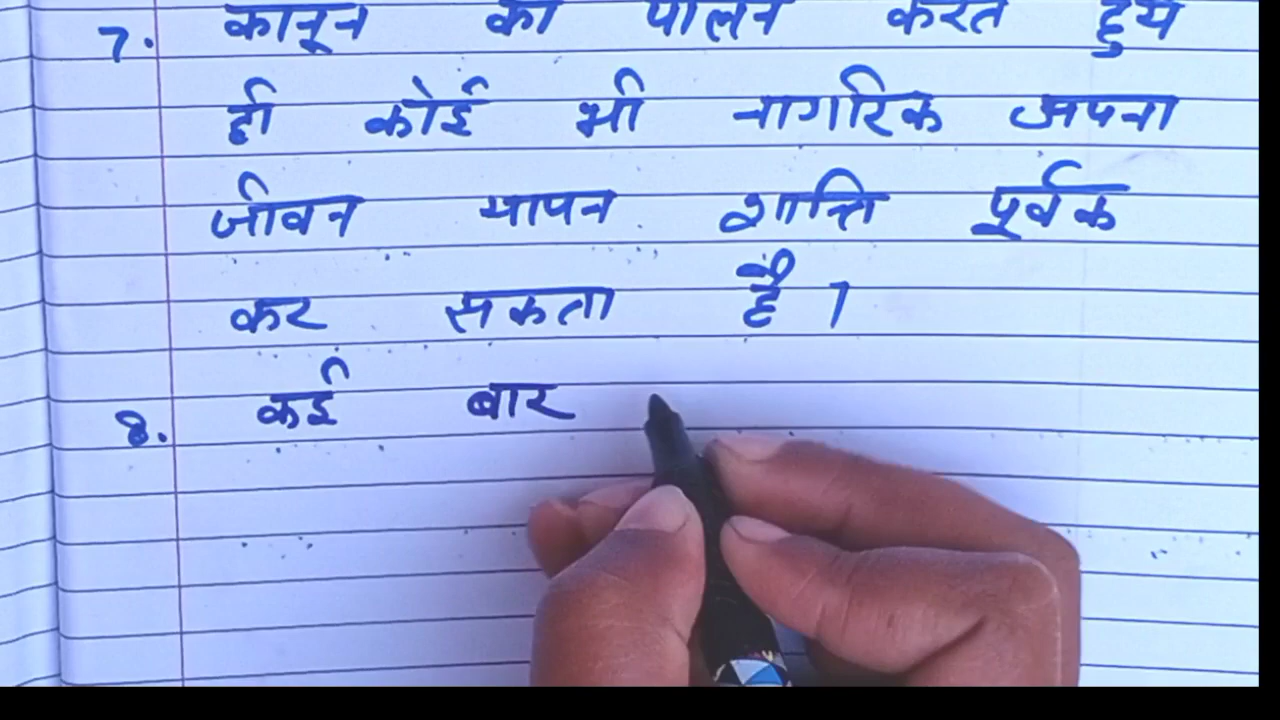 7. कानून का पालन करते हुये
ही कोई भी नागरिक अपना
जीवन यापन शान्ति पूर्वक
कर सकता है ।
8. कई बार